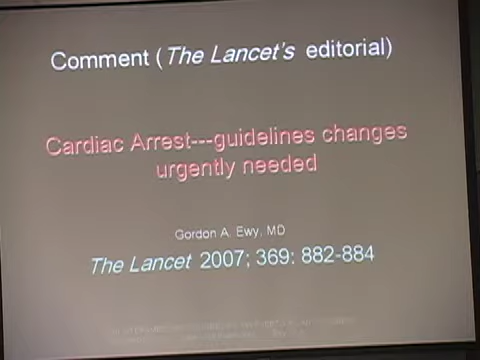 Comment (The Lancet's editorial)
Cardiac Arrest---guidelines changes
urgently needed
Gordon A. Ewy, MD
The Lancet 2007; 369: 882-884